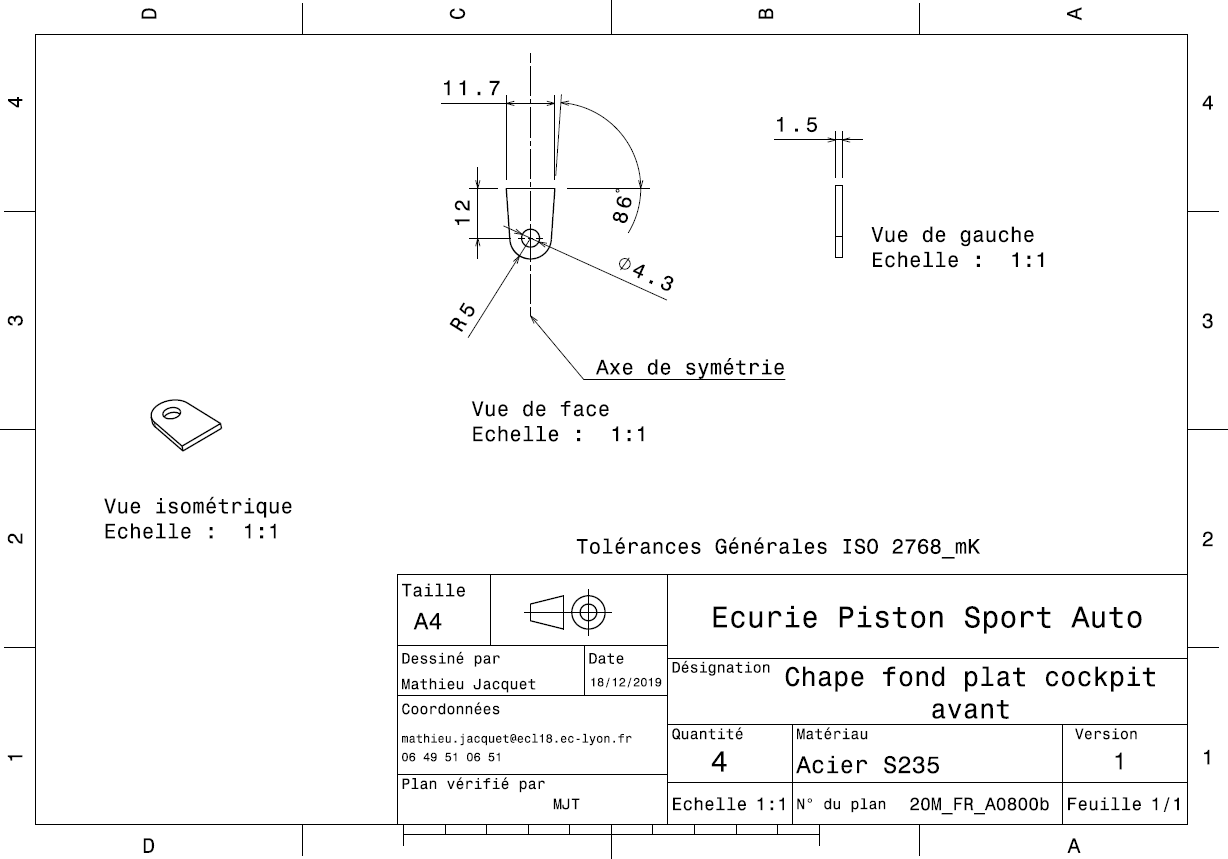 D C B A
4 4
11.7
1.5
12
86°
Ø4.3
R5
Vue de gauche
Echelle : 1:1
3 3
Axe de symétrie
Vue de face
Echelle : 1:1
Vue isométrique
Echelle : 1:1
2 2
Tolérances Générales ISO 2768_mK
Taille
A4
Ecurie Piston Sport Auto
Dessiné par
Mathieu Jacquet
Date
18/12/2019
Désignation
Chape fond plat cockpit
avant
Coordonnées
mathieu.jacquet@ecl18.ec-lyon.fr
06 49 51 06 51
Quantité
4
Matériau
Acier S235
Version
1
1 1
Plan vérifié par
MJT
Echelle 1:1
N° du plan 20M_FR_A0800b
Feuille 1/1
D A